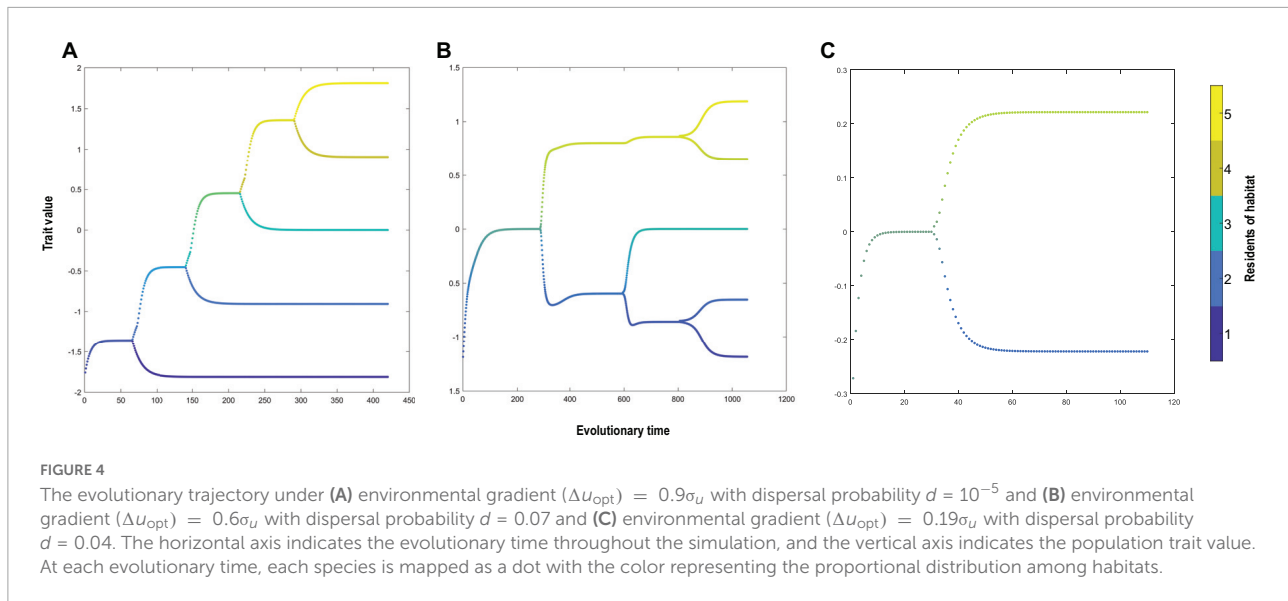 A
B
C
2
1.5
1
0.5
0
-0.5
-1
-1.5
-2
Trait value
0 50 100 150 200 250 300 350 400 450
1.5
1
0.5
0
0.5
-1
1.5
0 200 400 600 800 1000 1200
Evolutionary time
0.3
0.2
0.1
0
-0.1
-0.2
-0.3
0 20 40 60 80 100 120
5
4
3
2
1
Residents of habitat
FIGURE 4
The evolutionary trajectory under (A) environmental gradient (Δu_opt) = 0.9σ_u with dispersal probability d = 10⁻⁵ and (B) environmental
gradient (Δu_opt) = 0.6σ_u with dispersal probability d = 0.07 and (C) environmental gradient (Δu_opt) = 0.19σ_u with dispersal probability
d = 0.04. The horizontal axis indicates the evolutionary time throughout the simulation, and the vertical axis indicates the population trait value.
At each evolutionary time, each species is mapped as a dot with the color representing the proportional distribution among habitats.